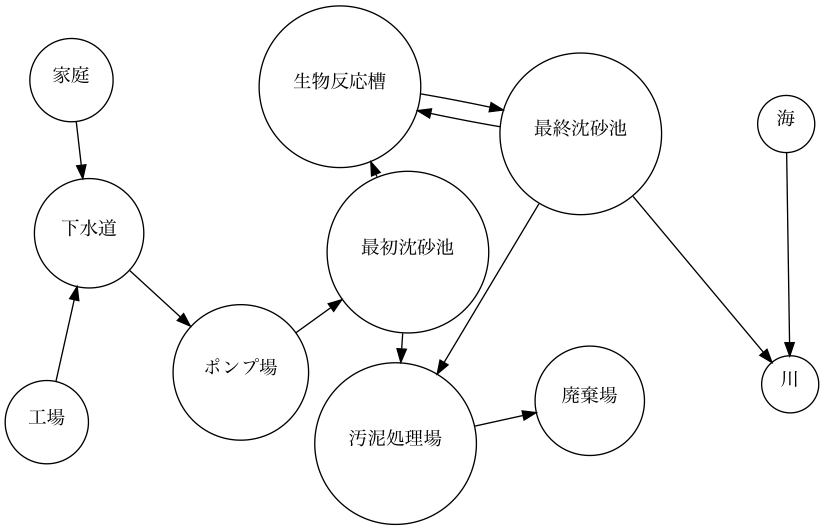 家庭
生物反応槽
最終沈砂池
海
下水道
最初沈砂池
ポンプ場
工場
汚泥処理場
廃棄場
川